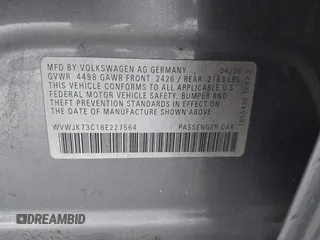 MFD BY VOLKSWAGEN AG GERMANY 04/08
GVWR 4498 GAWR FRONT 2426 / REAR 2183 LBS
THIS VEHICLE CONFORMS TO ALL APPLICABLE U.S
FEDERAL MOTOR VEHICLE SAFETY, BUMPER AND
THEFT PREVENTION STANDARDS IN EFFECT ON THE
DATE OF MANUFACTURE SHOWN ABOVE
WVWJK73C18E227564 PASSENGER CAR
DREAMBID